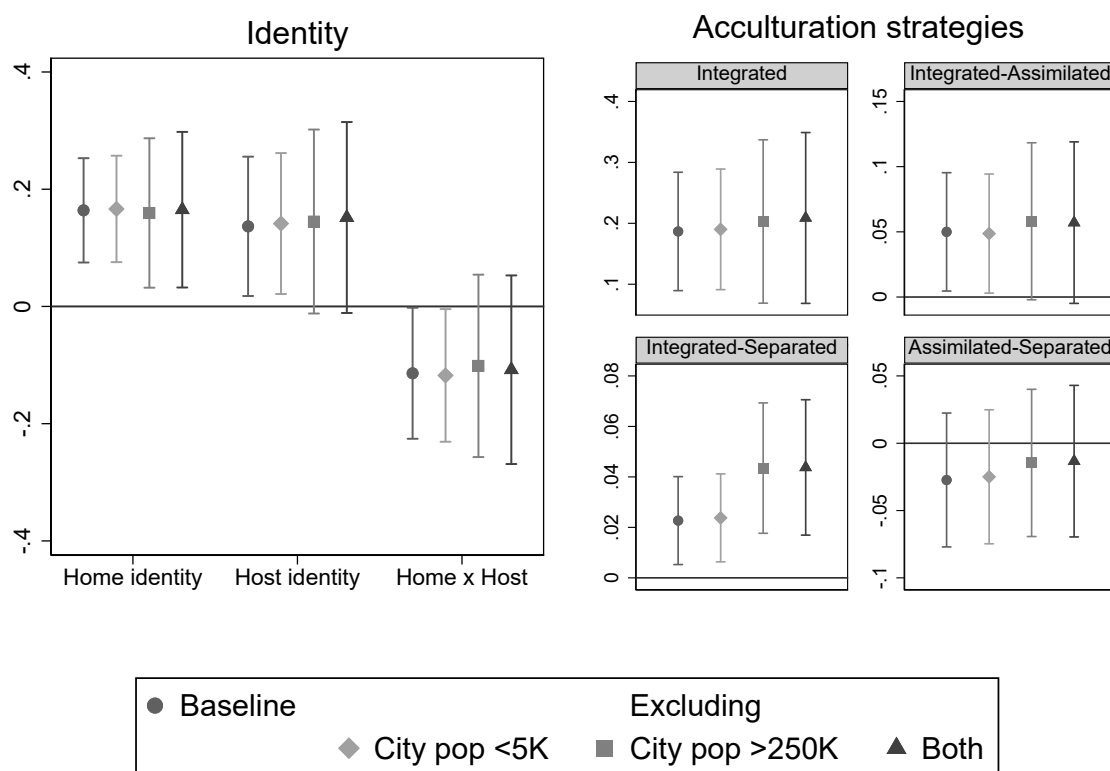 Identity
.4
.2
0
-.2
-.4
Home identity Host identity Home x Host
Acculturation strategies
Integrated
.4
.3
.2
.1
Integrated-Assimilated
.15
.1
.05
0
Integrated-Separated
.08
.06
.04
.02
0
Assimilated-Separated
.05
0
-.05
-.1
Baseline Excluding
City pop <5K City pop >250K Both